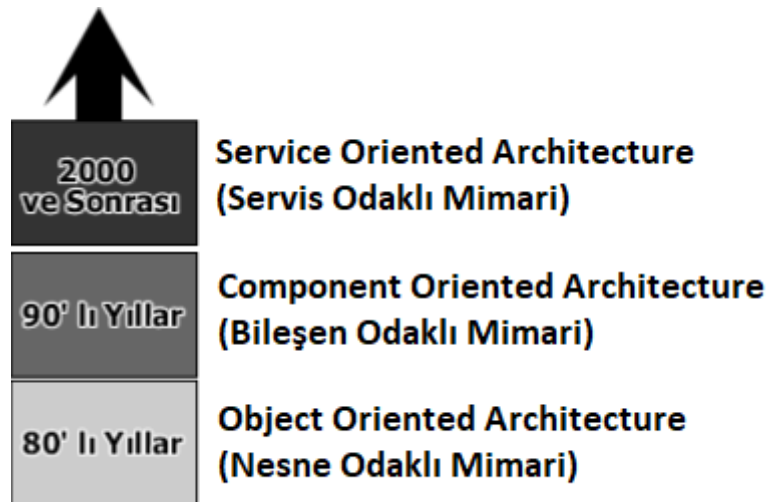 2000
ve Sonrası
Service Oriented Architecture
(Servis Odaklı Mimari)
90' lı Yıllar
Component Oriented Architecture
(Bileşen Odaklı Mimari)
80' lı Yıllar
Object Oriented Architecture
(Nesne Odaklı Mimari)